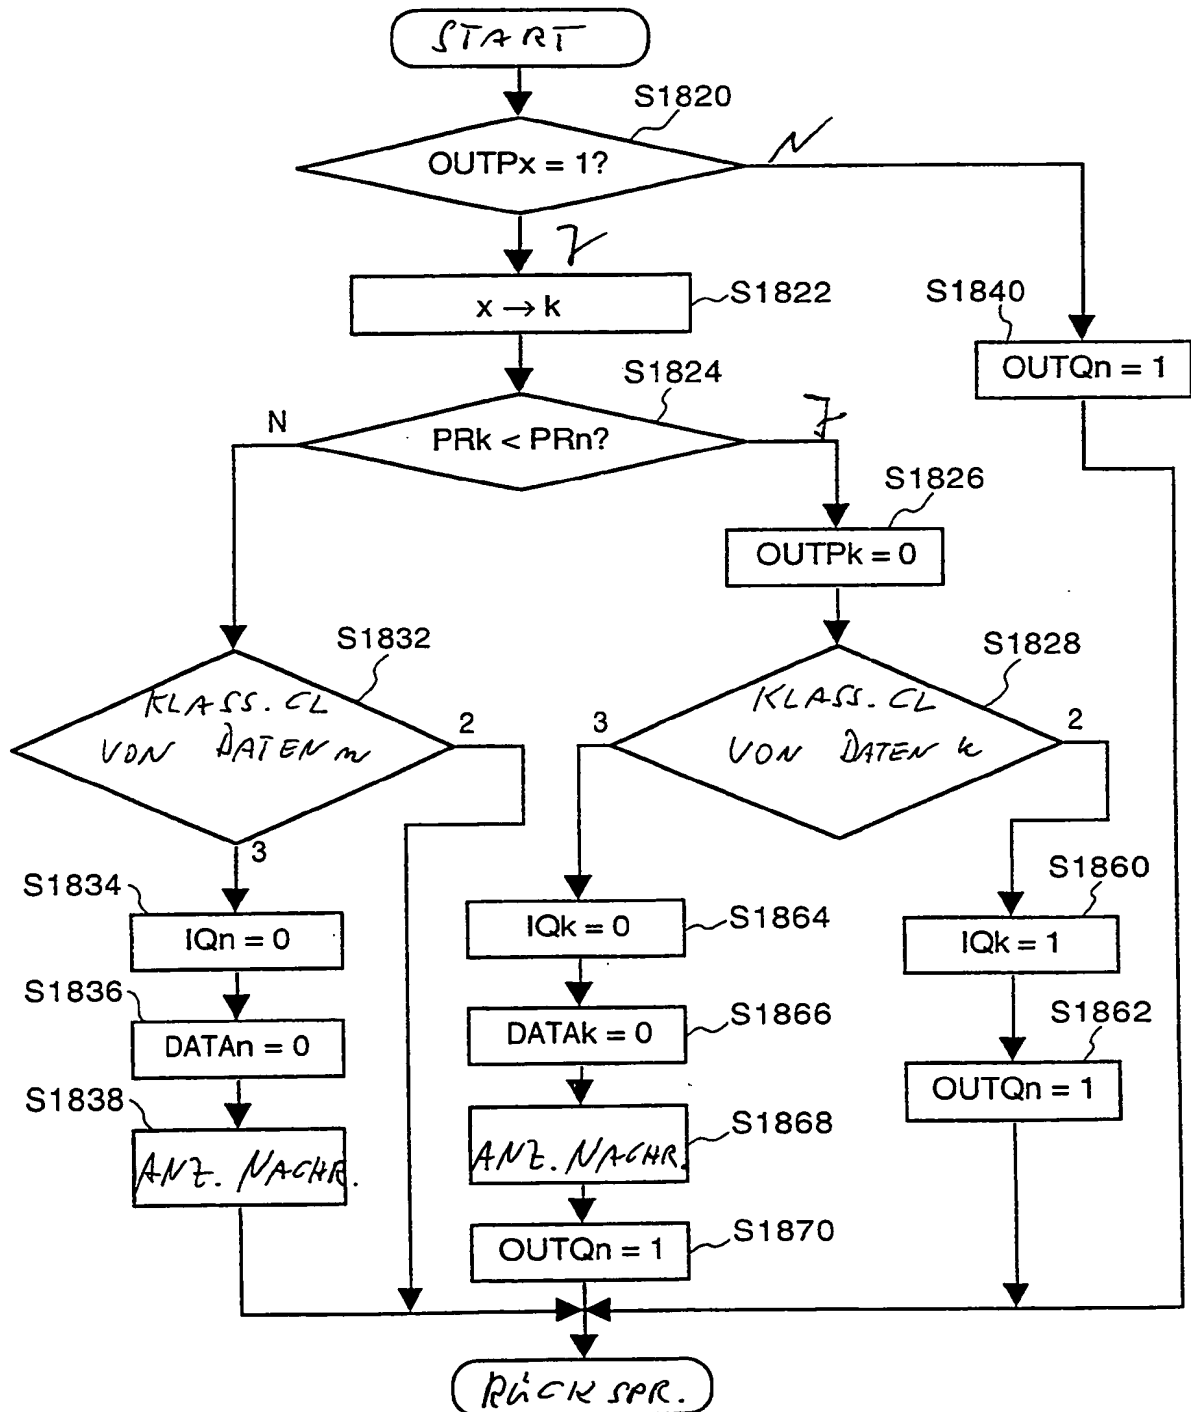 START
S1820
OUTPx = 1?
N
J
x → k
S1822
S1840
OUTQn = 1
S1824
N
PRk < PRn?
J
S1826
OUTPk = 0
S1832
KLASS. CL
VON DATEN n
2
3
S1828
KLASS. CL
VON DATEN k
3
2
S1834
IQn = 0
S1864
IQk = 0
S1860
IQk = 1
S1836
DATAn = 0
S1866
DATAk = 0
S1862
OUTQn = 1
S1838
ANZ. NACHR.
S1868
ANZ. NACHR.
S1870
OUTQn = 1
RÜCKSPR.